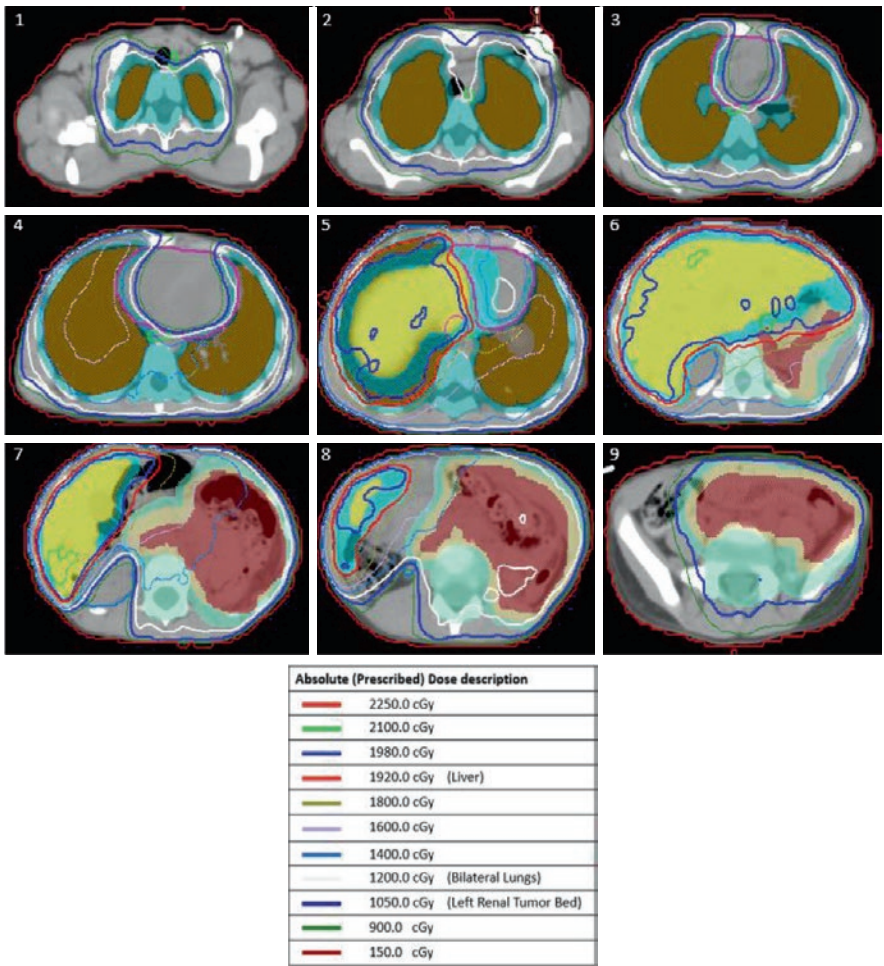 1
2
3
4
5
6
7
8
9
Absolute (Prescribed) Dose description
2250.0 cGy
2100.0 cGy
1980.0 cGy
1920.0 cGy (Liver)
1800.0 cGy
1600.0 cGy
1400.0 cGy
1200.0 cGy (Bilateral Lungs)
1050.0 cGy (Left Renal Tumor Bed)
900.0 cGy
150.0 cGy